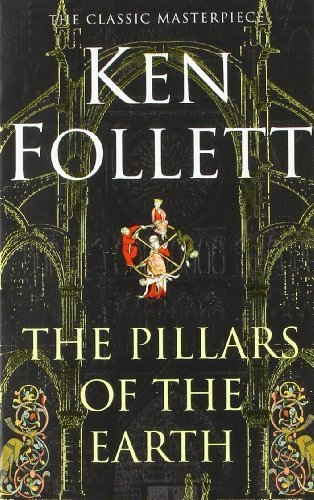 THE CLASSIC MASTERPIECE
KEN
FOLLETT
THE PILLARS
OF THE
EARTH